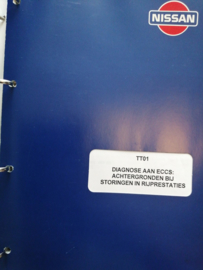 NISSAN
TT01
DIAGNOSE AAN ECCS:
ACHTERGRONDEN BIJ
STORINGEN IN RIJPRESTATIES